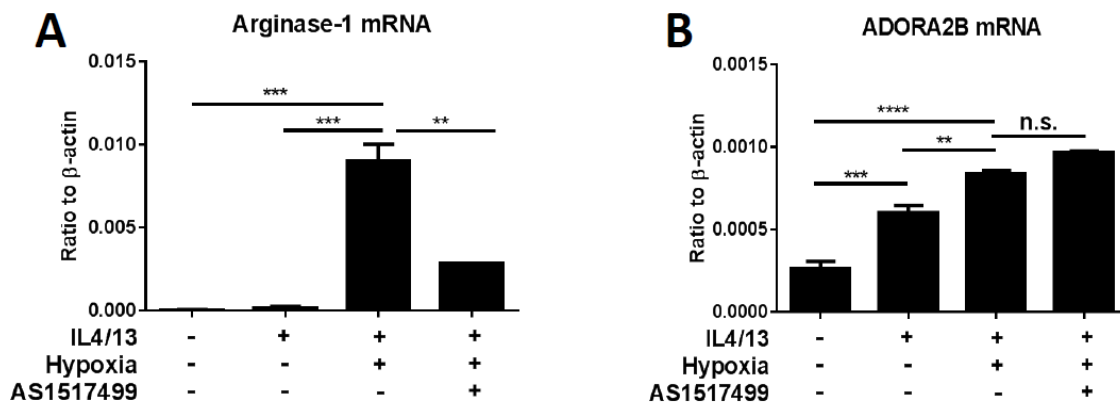 A
Arginase-1 mRNA
Ratio to β-actin
0.015
0.010
0.005
0.000
***
***
**
IL4/13 - + + +
Hypoxia - - + +
AS1517499 - - - +
B
ADORA2B mRNA
Ratio to β-actin
0.0015
0.0010
0.0005
0.0000
****
n.s.
**
***
IL4/13 - + + +
Hypoxia - - + +
AS1517499 - - - +